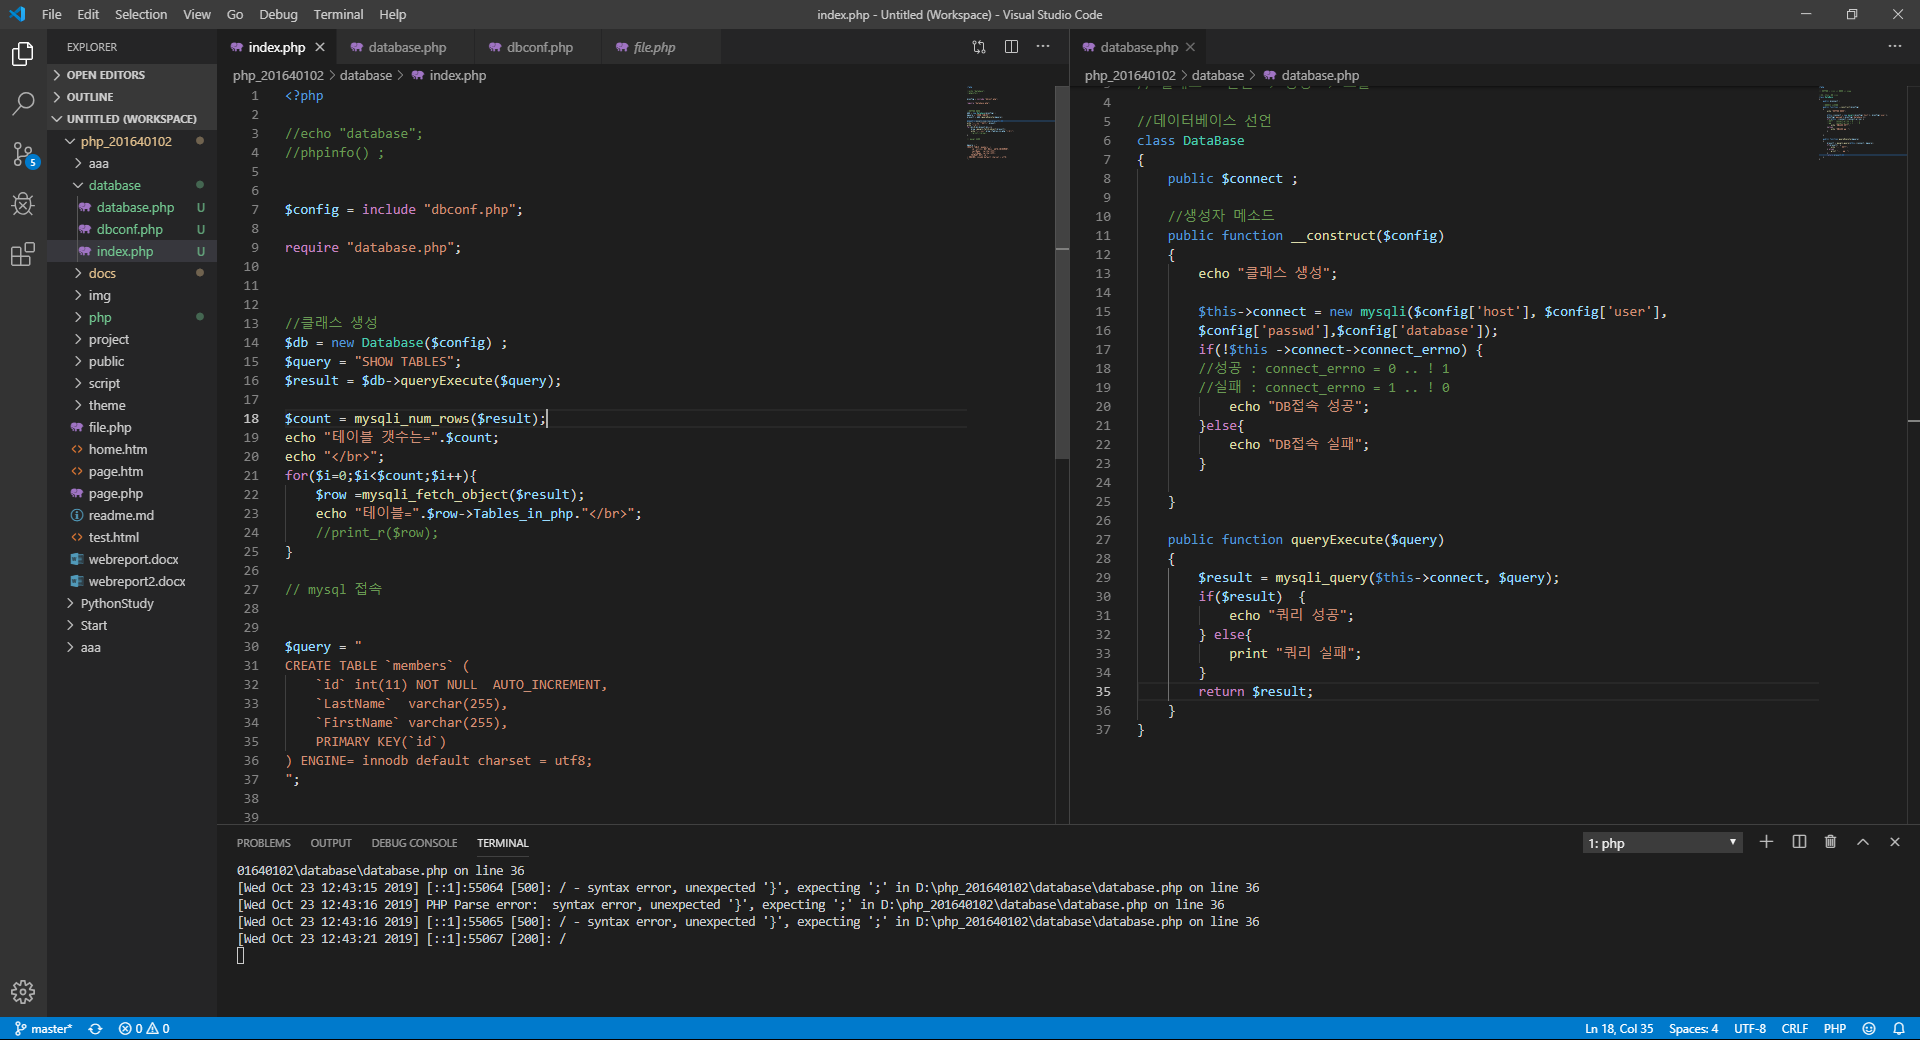 File Edit Selection View Go Debug Terminal Help
index.php - Untitled (Workspace) - Visual Studio Code
EXPLORER
OPEN EDITORS
OUTLINE
UNTITLED (WORKSPACE)
php_201640102
aaa
database
database.php U
dbconf.php U
index.php U
docs
img
php
project
public
script
theme
file.php
home.htm
page.htm
page.php
readme.md
test.html
webreport.docx
webreport2.docx
PythonStudy
Start
aaa
5
index.php database.php dbconf.php file.php
php_201640102 > database > index.php
1 <?php
2
3 //echo "database";
4 //phpinfo() ;
5
6
7 $config = include "dbconf.php";
8
9 require "database.php";
10
11
12
13 //클래스 생성
14 $db = new Database($config) ;
15 $query = "SHOW TABLES";
16 $result = $db->queryExecute($query);
17
18 $count = mysqli_num_rows($result);
19 echo "테이블 갯수는=".$count;
20 echo "</br>";
21 for($i=0;$i<$count;$i++){
22 $row =mysqli_fetch_object($result);
23 echo "테이블=".$row->Tables_in_php."</br>";
24 //print_r($row);
25 }
26
27 // mysql 접속
28
29
30 $query = "
31 CREATE TABLE `members` (
32 `id` int(11) NOT NULL  AUTO_INCREMENT,
33 `LastName`  varchar(255),
34 `FirstName` varchar(255),
35 PRIMARY KEY(`id`)
36 ) ENGINE= innodb default charset = utf8;
37 ";
38
39
database.php
php_201640102 > database > database.php
4
5 //데이터베이스 선언
6 class DataBase
7 {
8 public $connect ;
9
10 //생성자 메소드
11 public function __construct($config)
12 {
13 echo "클래스 생성";
14
15 $this->connect = new mysqli($config['host'], $config['user'],
16 $config['passwd'],$config['database']);
17 if(!$this ->connect->connect_errno) {
18 //성공 : connect_errno = 0 .. ! 1
19 //실패 : connect_errno = 1 .. ! 0
20 echo "DB접속 성공";
21 }else{
22 echo "DB접속 실패";
23 }
24
25 }
26
27 public function queryExecute($query)
28 {
29 $result = mysqli_query($this->connect, $query);
30 if($result)  {
31 echo "쿼리 성공";
32 } else{
33 print "쿼리 실패";
34 }
35 return $result;
36 }
37 }
PROBLEMS OUTPUT DEBUG CONSOLE TERMINAL
1: php
01640102\database\database.php on line 36
[Wed Oct 23 12:43:15 2019] [::1]:55064 [500]: / - syntax error, unexpected '}', expecting ';' in D:\php_201640102\database\database.php on line 36
[Wed Oct 23 12:43:16 2019] PHP Parse error:  syntax error, unexpected '}', expecting ';' in D:\php_201640102\database\database.php on line 36
[Wed Oct 23 12:43:16 2019] [::1]:55065 [500]: / - syntax error, unexpected '}', expecting ';' in D:\php_201640102\database\database.php on line 36
[Wed Oct 23 12:43:21 2019] [::1]:55067 [200]: /
master* 0 0
Ln 18, Col 35 Spaces: 4 UTF-8 CRLF PHP